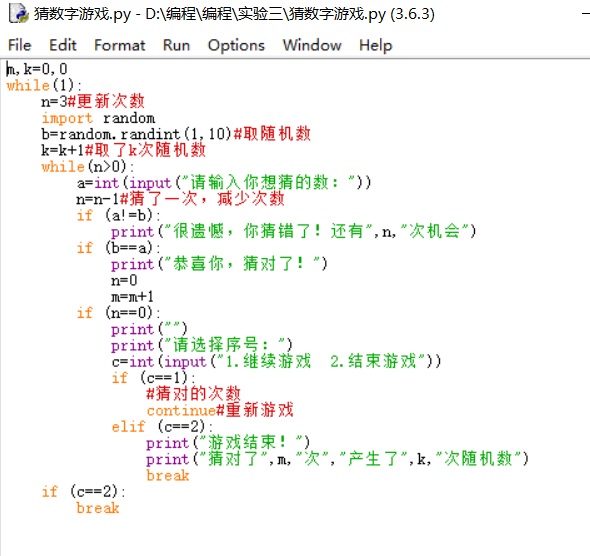 猜数字游戏.py - D:\编程\编程\实验三\猜数字游戏.py (3.6.3)
File Edit Format Run Options Window Help
m,k=0,0
while(1):
    n=3#更新次数
    import random
    b=random.randint(1,10)#取随机数
    k=k+1#取了k次随机数
    while(n>0):
        a=int(input("请输入你想猜的数："))
        n=n-1#猜了一次，减少次数
        if (a!=b):
            print("很遗憾，你猜错了！还有",n,"次机会")
        if (b==a):
            print("恭喜你，猜对了！")
            n=0
            m=m+1
        if (n==0):
            print("")
            print("请选择序号：")
            c=int(input("1.继续游戏  2.结束游戏"))
            if (c==1):
                #猜对的次数
                continue#重新游戏
            elif (c==2):
                print("游戏结束！")
                print("猜对了",m,"次","产生了",k,"次随机数")
                break
    if (c==2):
        break